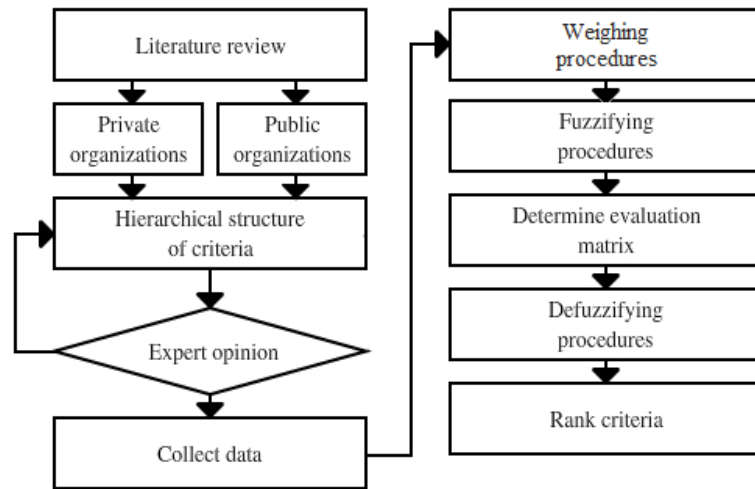 Literature review
Private
organizations
Public
organizations
Hierarchical structure
of criteria
Expert opinion
Collect data
Weighing
procedures
Fuzzifying
procedures
Determine evaluation
matrix
Defuzzifying
procedures
Rank criteria